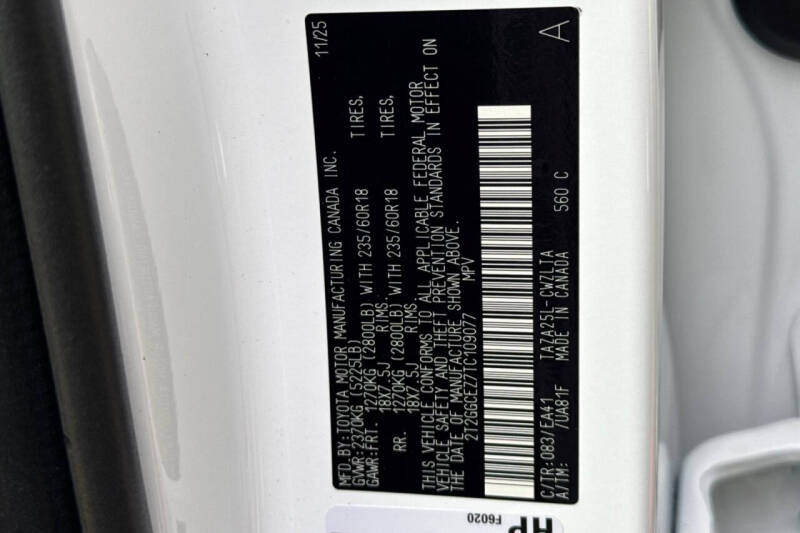 MFD.BY:TOYOTA MOTOR MANUFACTURING CANADA INC. 11/25
GVWR:2370KG (5225LB)
GAWR:FRT. 1270KG (2800LB) WITH 235/60R18 TIRES,
18X7.5J RIMS.
RR. 1270KG (2800LB) WITH 235/60R18 TIRES,
18X7.5J RIMS.
THIS VEHICLE CONFORMS TO ALL APPLICABLE FEDERAL MOTOR
VEHICLE SAFETY AND THEFT PREVENTION STANDARDS IN EFFECT ON
THE DATE OF MANUFACTURE SHOWN ABOVE.
2T2GGCEZ7TC109077 MPV
C/TR:083/EA41 TAZA25L-CWZLTA 560 C A
A/TM: /UA81F MADE IN CANADA
HP
F6020